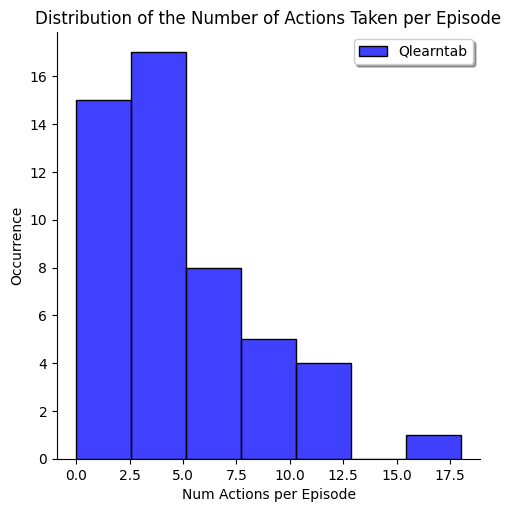 Distribution of the Number of Actions Taken per Episode
Qlearntab
16
14
12
10
8
6
4
2
0
Occurrence
0.0 2.5 5.0 7.5 10.0 12.5 15.0 17.5
Num Actions per Episode